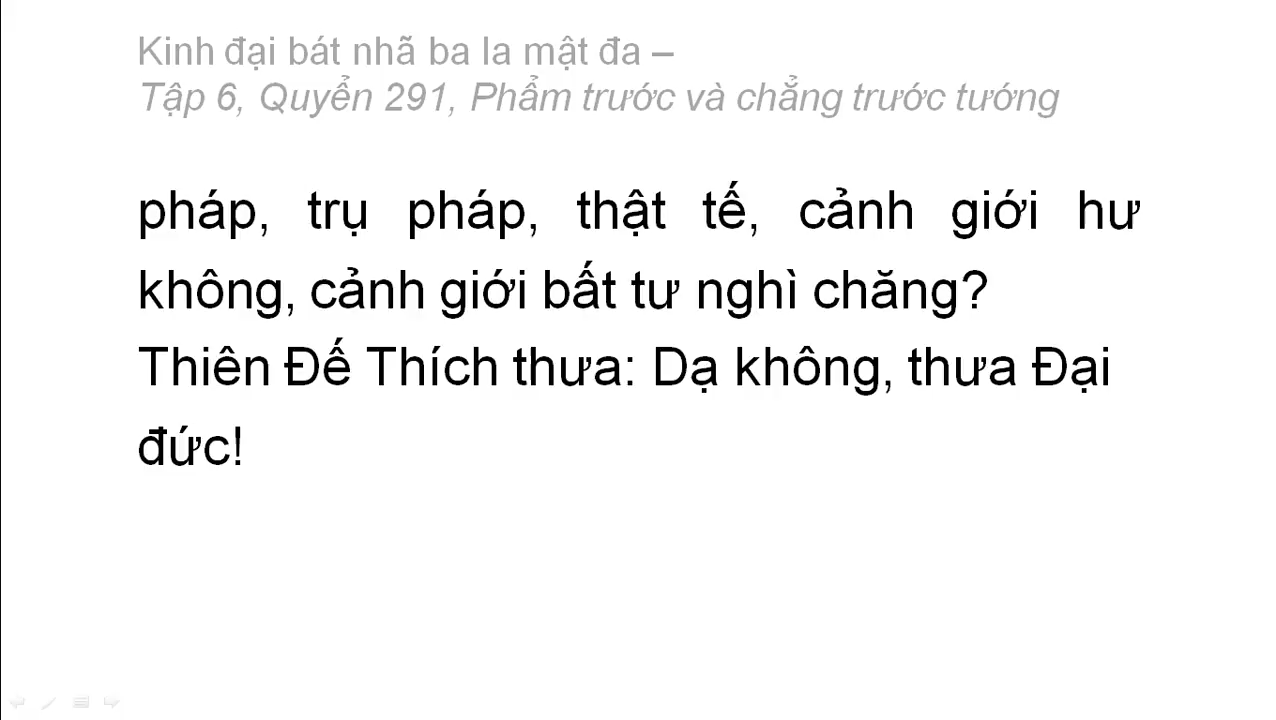 Kinh đại bát nhã ba la mật đa –
Tập 6, Quyển 291, Phẩm trước và chẳng trước tướng
pháp, trụ pháp, thật tế, cảnh giới hư
không, cảnh giới bất tư nghì chăng?
Thiên Đế Thích thưa: Dạ không, thưa Đại
đức!